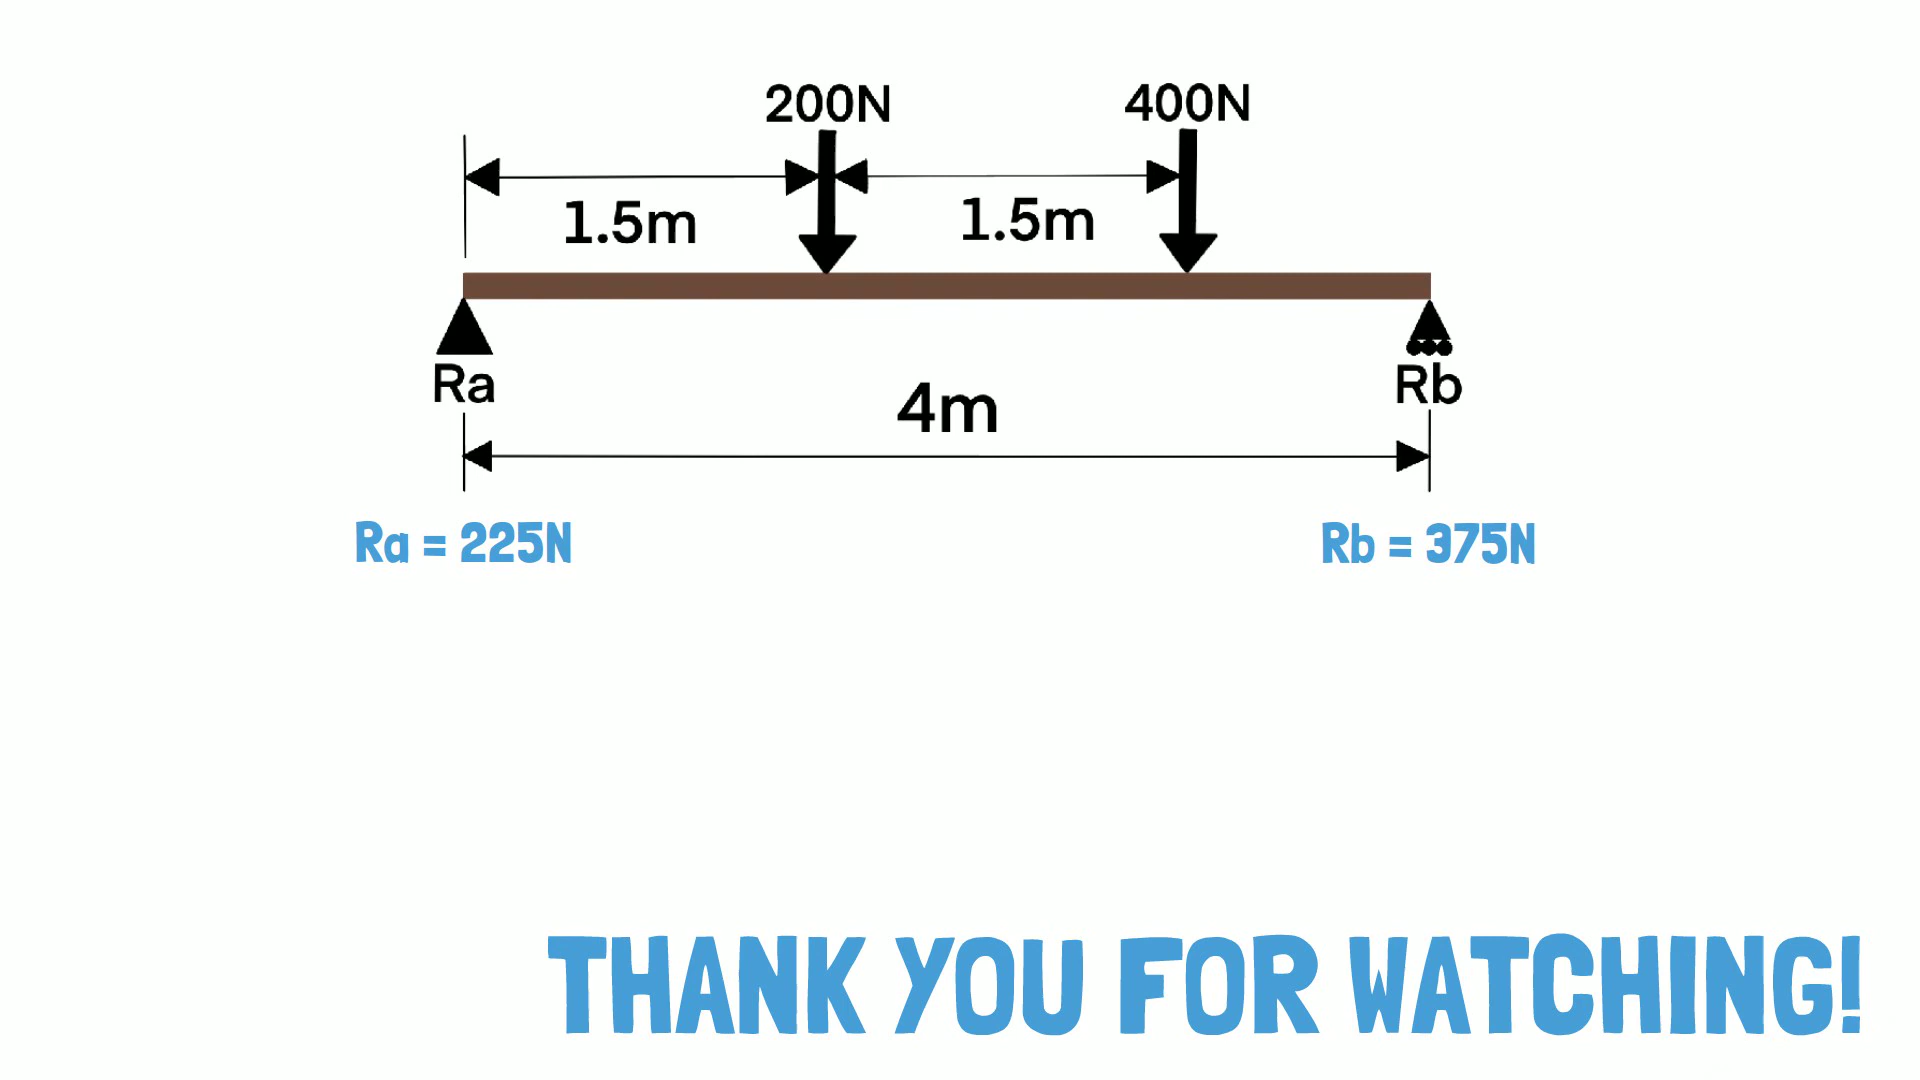 200N 400N
1.5m 1.5m
Ra Rb
4m
Ra = 225N Rb = 375N
THANK YOU FOR WATCHING!